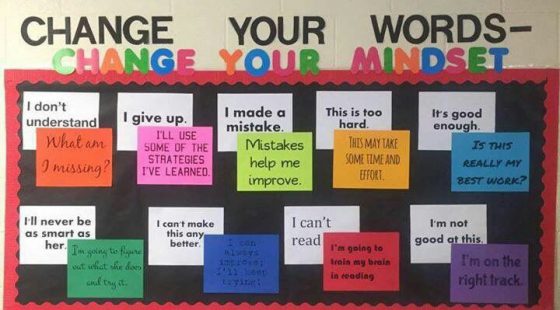 CHANGE YOUR WORDS-
CHANGE YOUR MINDSET
I don't
understand
What am
I missing?
I give up.
I'LL USE
SOME OF THE
STRATEGIES
I'VE LEARNED.
I made a
mistake.
Mistakes
help me
improve.
This is too
hard.
THIS MAY TAKE
SOME TIME AND
EFFORT.
It's good
enough.
IS THIS
REALLY MY
BEST WORK?
I'll never be
as smart as
her.
I'm going to figure
out what she does
and try it.
I can't make
this any
better.
I can
always
improve;
I'll keep
trying!
I can't
read
I'm going to
train my brain
in reading
I'm not
good at this.
I'm on the
right track.